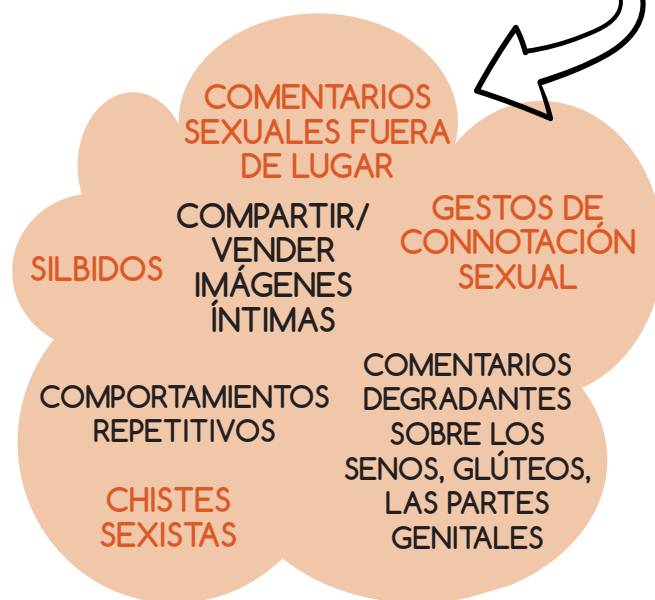 COMENTARIOS
SEXUALES FUERA
DE LUGAR
COMPARTIR/
VENDER
IMÁGENES
ÍNTIMAS
GESTOS DE
CONNOTACIÓN
SEXUAL
SILBIDOS
COMPORTAMIENTOS
REPETITIVOS
COMENTARIOS
DEGRADANTES
SOBRE LOS
SENOS, GLÚTEOS,
LAS PARTES
GENITALES
CHISTES
SEXISTAS